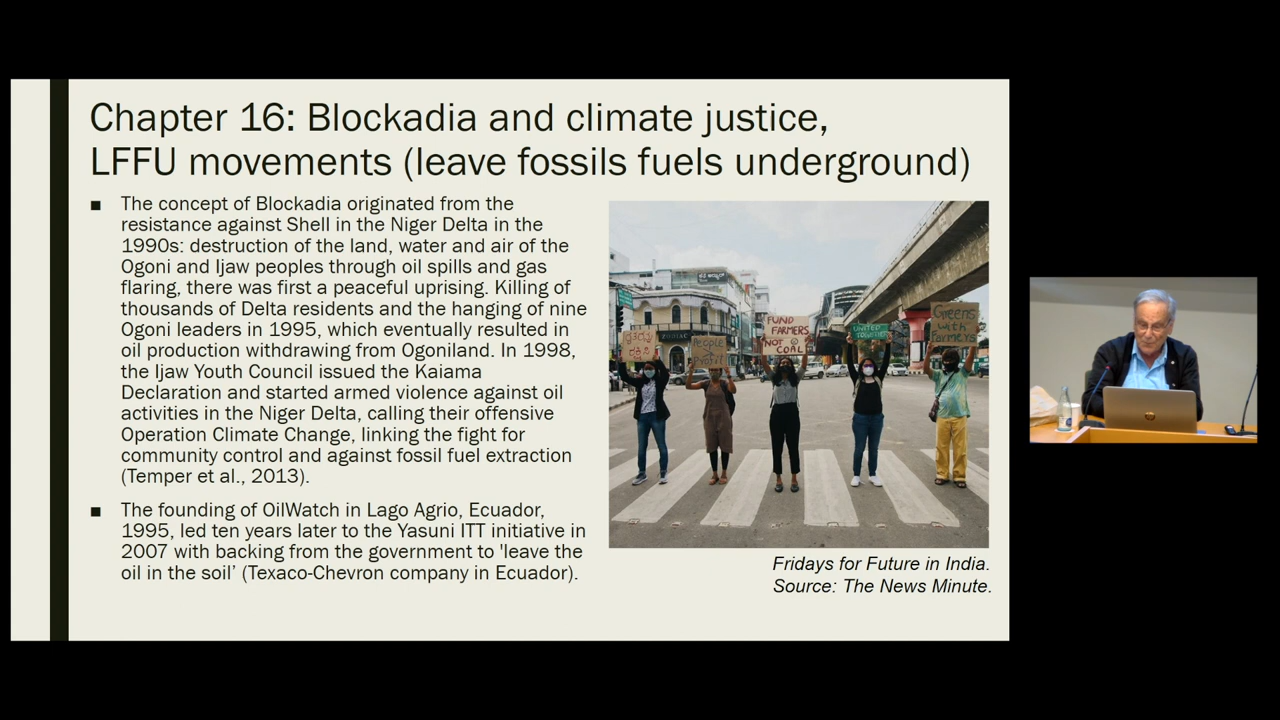 Chapter 16: Blockadia and climate justice,
LFFU movements (leave fossils fuels underground)
■ The concept of Blockadia originated from the
resistance against Shell in the Niger Delta in the
1990s: destruction of the land, water and air of the
Ogoni and Ijaw peoples through oil spills and gas
flaring, there was first a peaceful uprising. Killing of
thousands of Delta residents and the hanging of nine
Ogoni leaders in 1995, which eventually resulted in
oil production withdrawing from Ogoniland. In 1998,
the Ijaw Youth Council issued the Kaiama
Declaration and started armed violence against oil
activities in the Niger Delta, calling their offensive
Operation Climate Change, linking the fight for
community control and against fossil fuel extraction
(Temper et al., 2013).
■ The founding of OilWatch in Lago Agrio, Ecuador,
1995, led ten years later to the Yasuni ITT initiative in
2007 with backing from the government to 'leave the
oil in the soil’ (Texaco-Chevron company in Ecuador).
People
Profit
FUND
FARMERS
NOT
COAL
UNITED
Greens
with
Farmers
Fridays for Future in India.
Source: The News Minute.